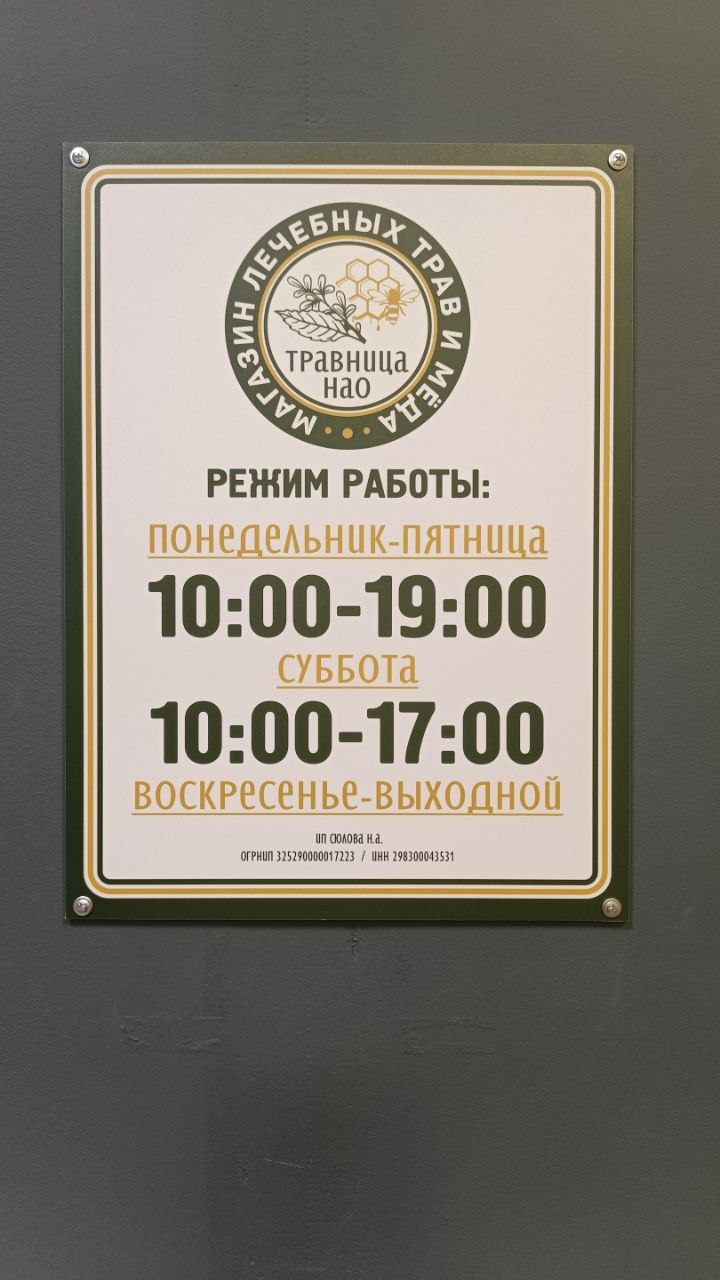 МАГАЗИН ЛЕЧЕБНЫХ ТРАВ И МЁДА
ТРАВНИЦА
НАО
РЕЖИМ РАБОТЫ:
ПОНЕДЕЛЬНИК-ПЯТНИЦА
10:00-19:00
СУББОТА
10:00-17:00
ВОСКРЕСЕНЬЕ-ВЫХОДНОЙ
ИП СЮЛОВА Н.А.
ОГРНИП 325290000017223 / ИНН 298300043531